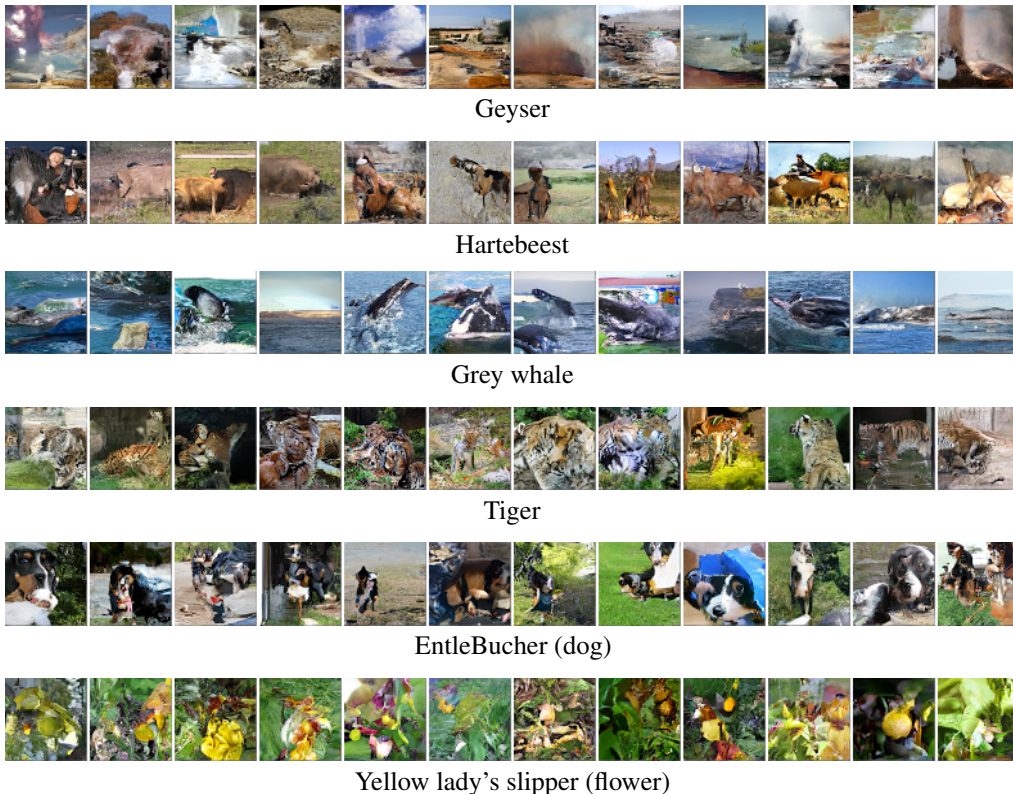 Geyser
Hartebeest
Grey whale
Tiger
EntleBucher (dog)
Yellow lady's slipper (flower)